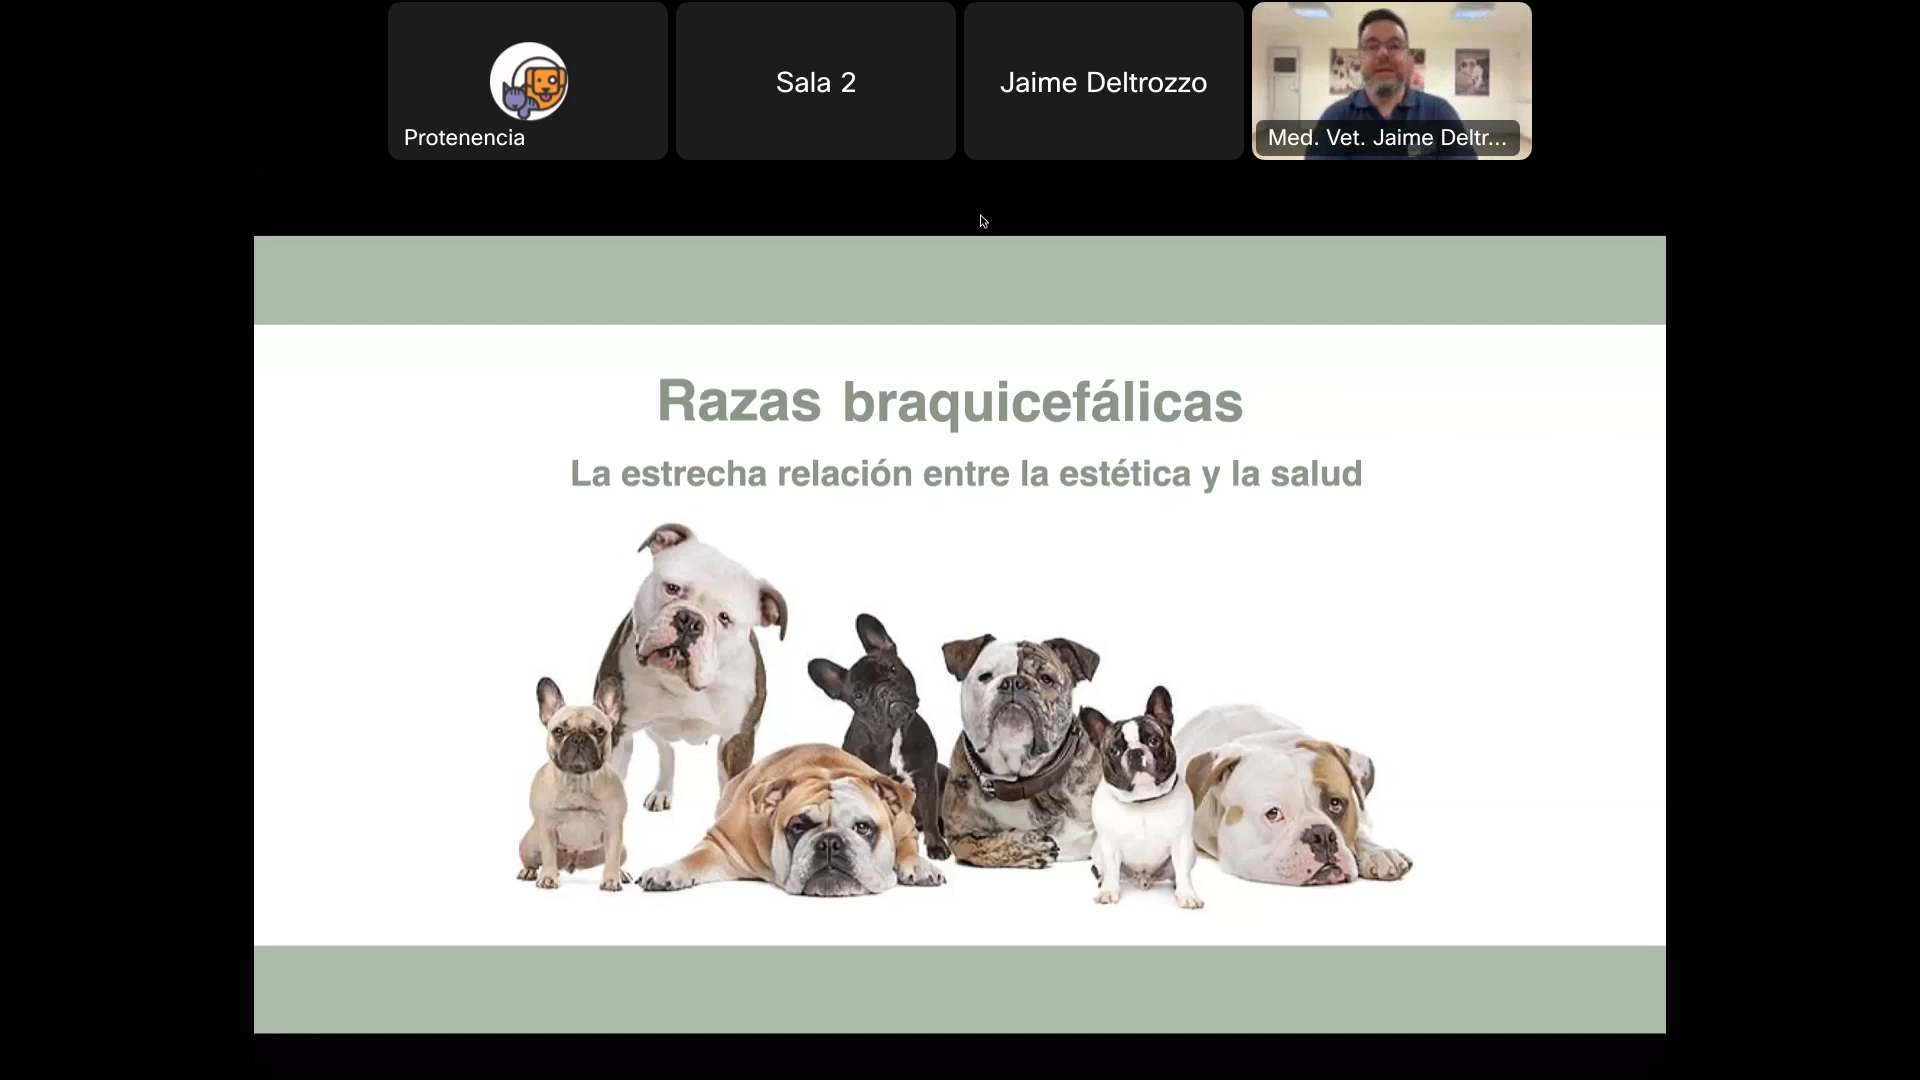 Protenencia
Sala 2
Jaime Deltrozzo
Med. Vet. Jaime Deltr...
Razas braquicefálicas
La estrecha relación entre la estética y la salud